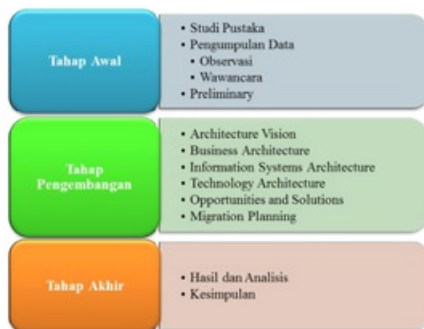 Tahap Awal
• Studi Pustaka
• Pengumpulan Data
• Observasi
• Wawancara
• Preliminary
Tahap
Pengembangan
• Architecture Vision
• Business Architecture
• Information Systems Architecture
• Technology Architecture
• Opportunities and Solutions
• Migration Planning
Tahap Akhir
• Hasil dan Analisis
• Kesimpulan